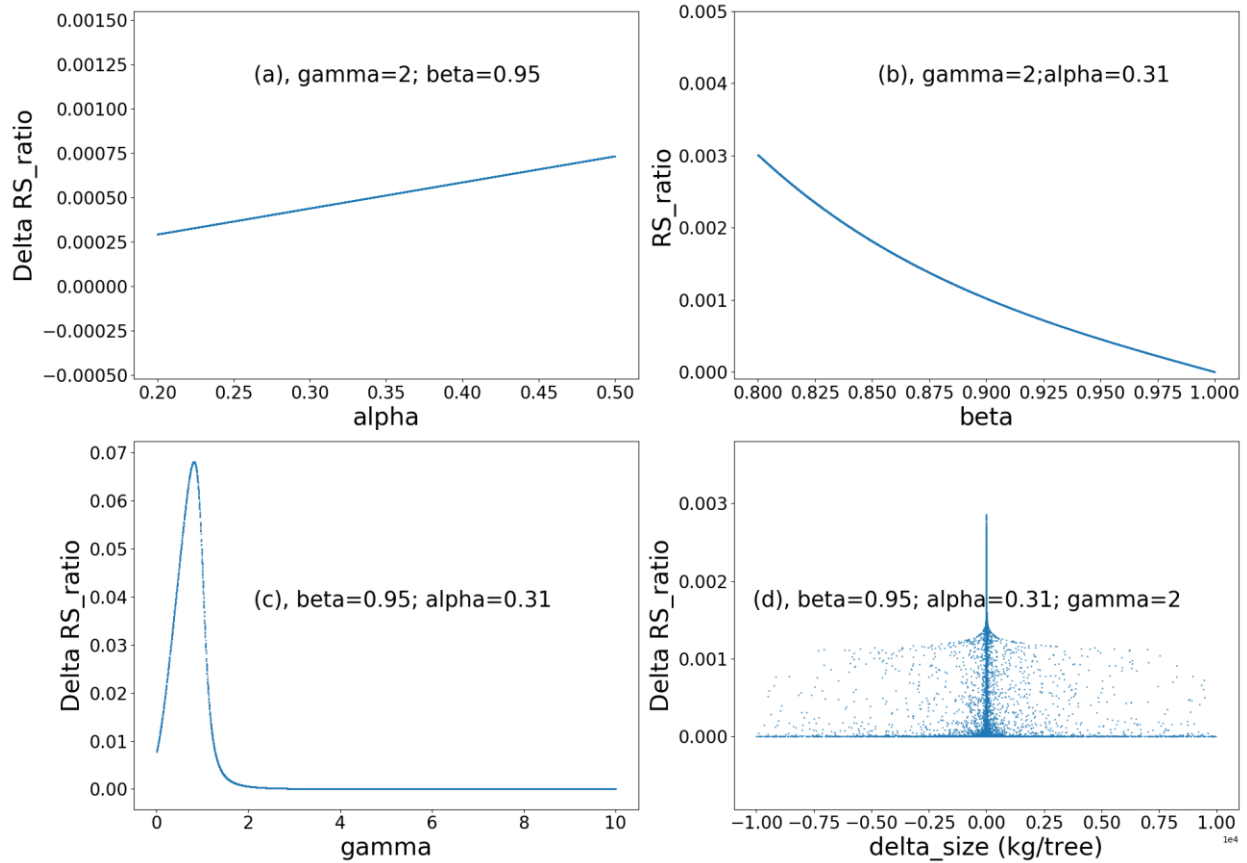 0.00150
0.00125
0.00100
0.00075
0.00050
0.00025
0.00000
−0.00025
−0.00050
Delta RS_ratio
(a), gamma=2; beta=0.95
0.20 0.25 0.30 0.35 0.40 0.45 0.50
alpha
0.005
0.004
0.003
0.002
0.001
0.000
RS_ratio
(b), gamma=2;alpha=0.31
0.800 0.825 0.850 0.875 0.900 0.925 0.950 0.975 1.000
beta
0.07
0.06
0.05
0.04
0.03
0.02
0.01
0.00
Delta RS_ratio
(c), beta=0.95; alpha=0.31
0 2 4 6 8 10
gamma
0.003
0.002
0.001
0.000
Delta RS_ratio
(d), beta=0.95; alpha=0.31; gamma=2
−1.00 −0.75 −0.50 −0.25 0.00 0.25 0.50 0.75 1.00
1e4
delta_size (kg/tree)